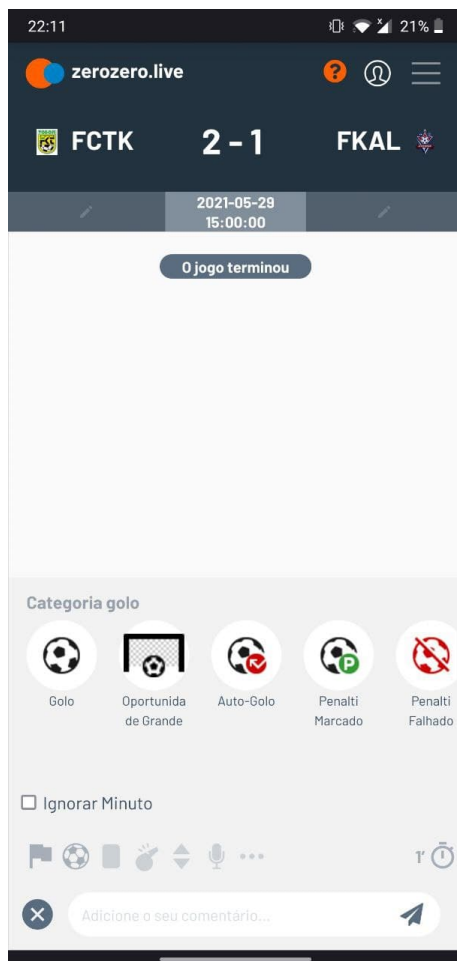 22:11
21%
zerozero.live
?
FCTK
2 - 1
FKAL
2021-05-29
15:00:00
O jogo terminou
Categoria golo
Golo
Oportunida
de Grande
Auto-Golo
Penalti
Marcado
Penalti
Falhado
Ignorar Minuto
1'
Adicione o seu comentário...